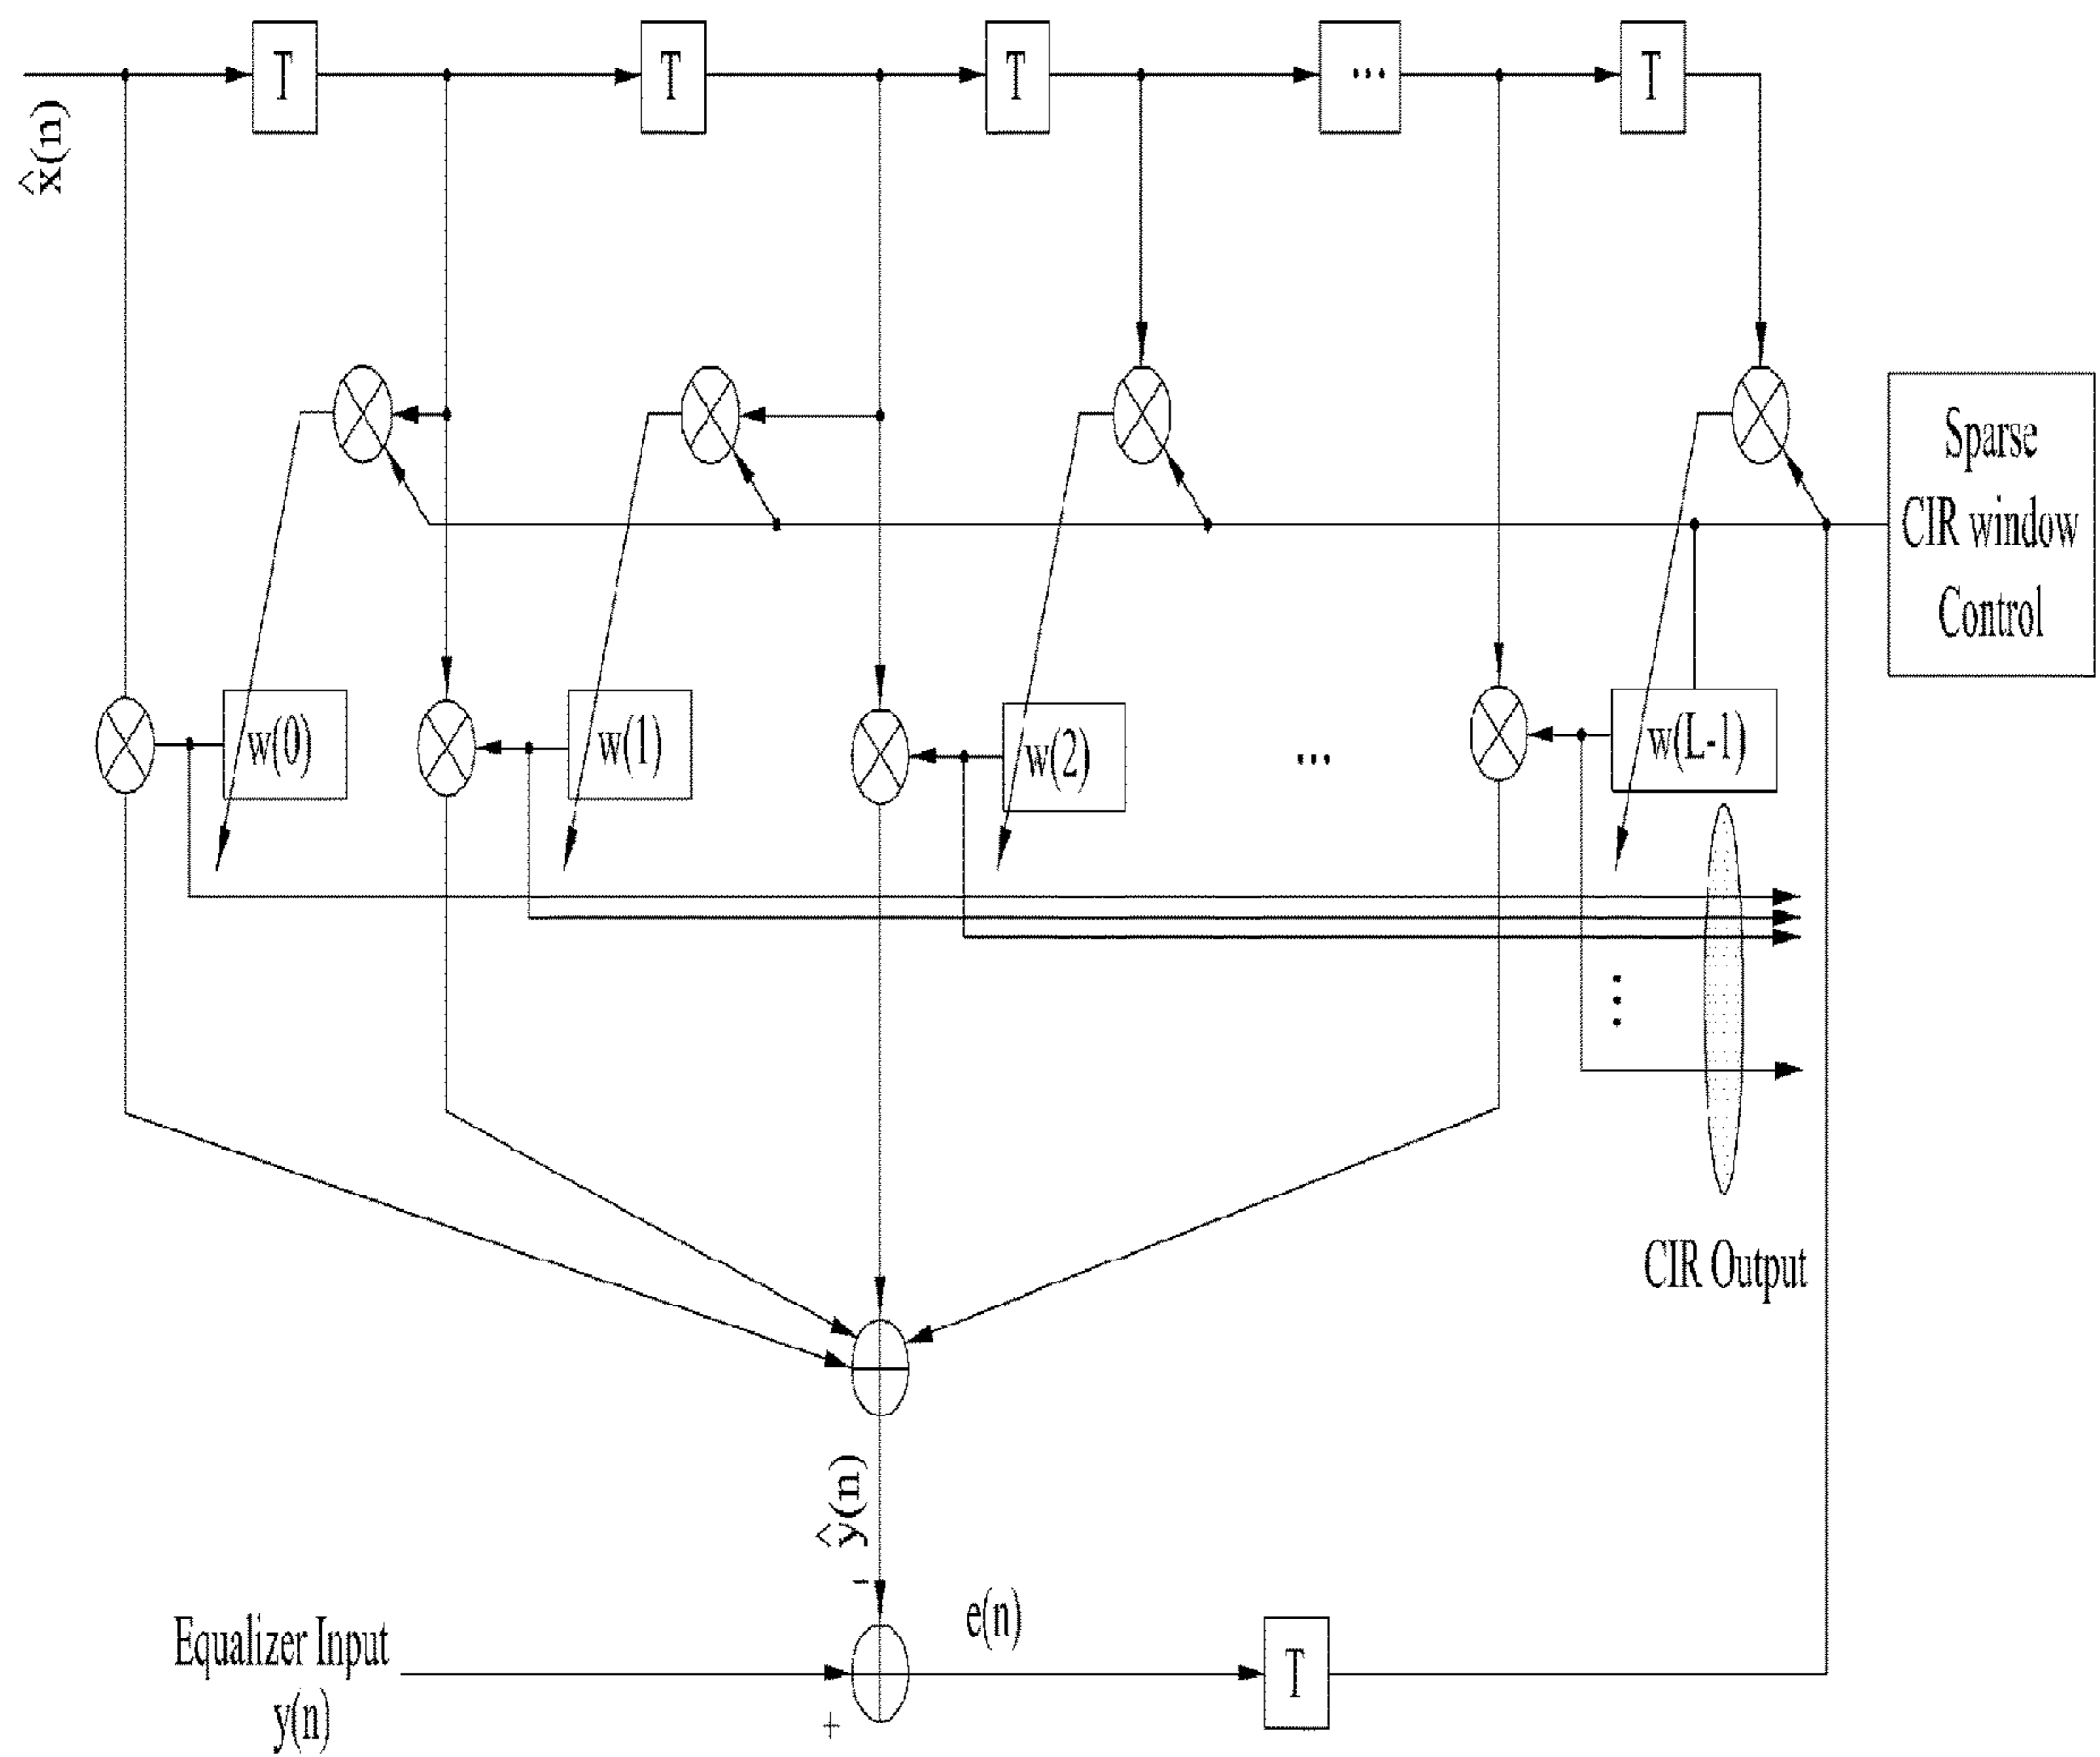 T
T
T
...
T
x̂(n)
Sparse
CIR window
Control
w(0)
w(1)
w(2)
...
w(L-1)
...
CIR Output
ŷ(n)
-
e(n)
Equalizer Input
y(n)
+
T